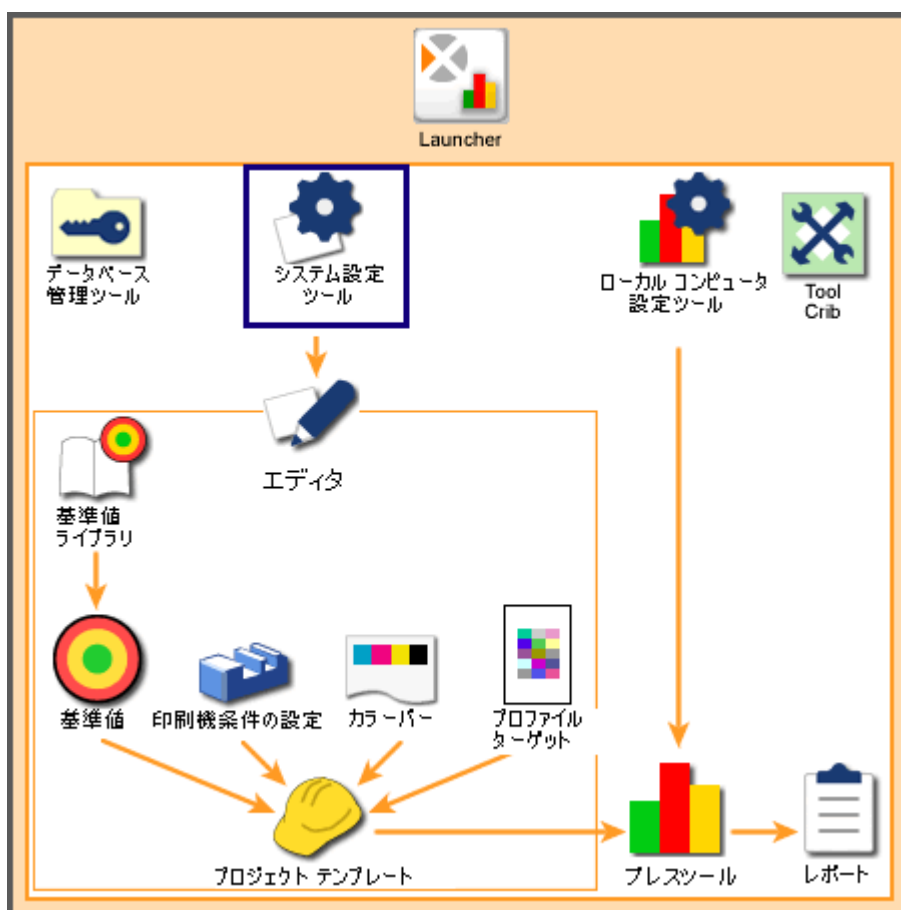 Launcher
データベース
管理ツール
システム設定
ツール
ローカル コンピュータ
設定ツール
Tool
Crib
エディタ
基準値
ライブラリ
基準値
印刷機条件の設定
カラーバー
プロファイル
ターゲット
プロジェクト テンプレート
プレスツール
レポート